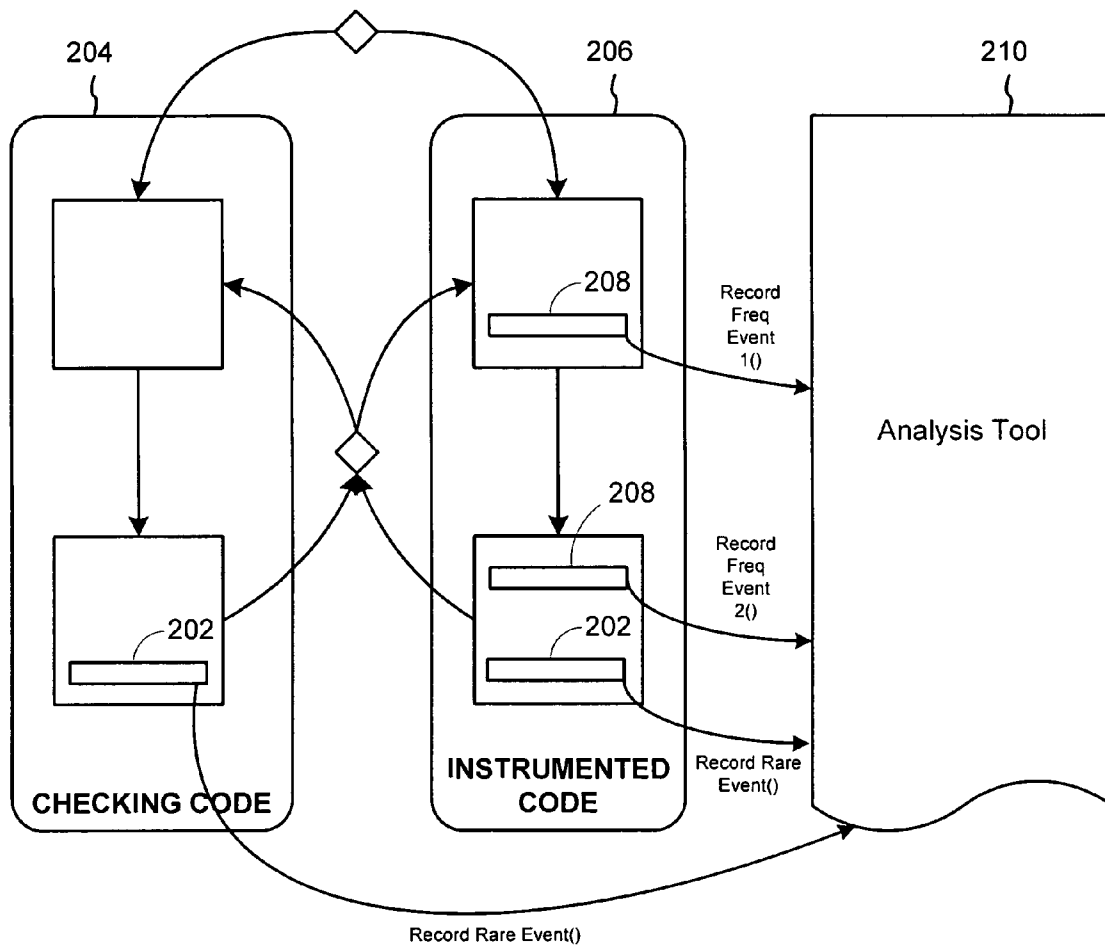 204
206
210
208
Record
Freq
Event
1()
Analysis Tool
208
Record
Freq
Event
2()
202
202
Record Rare
Event()
CHECKING CODE
INSTRUMENTED
CODE
Record Rare Event()